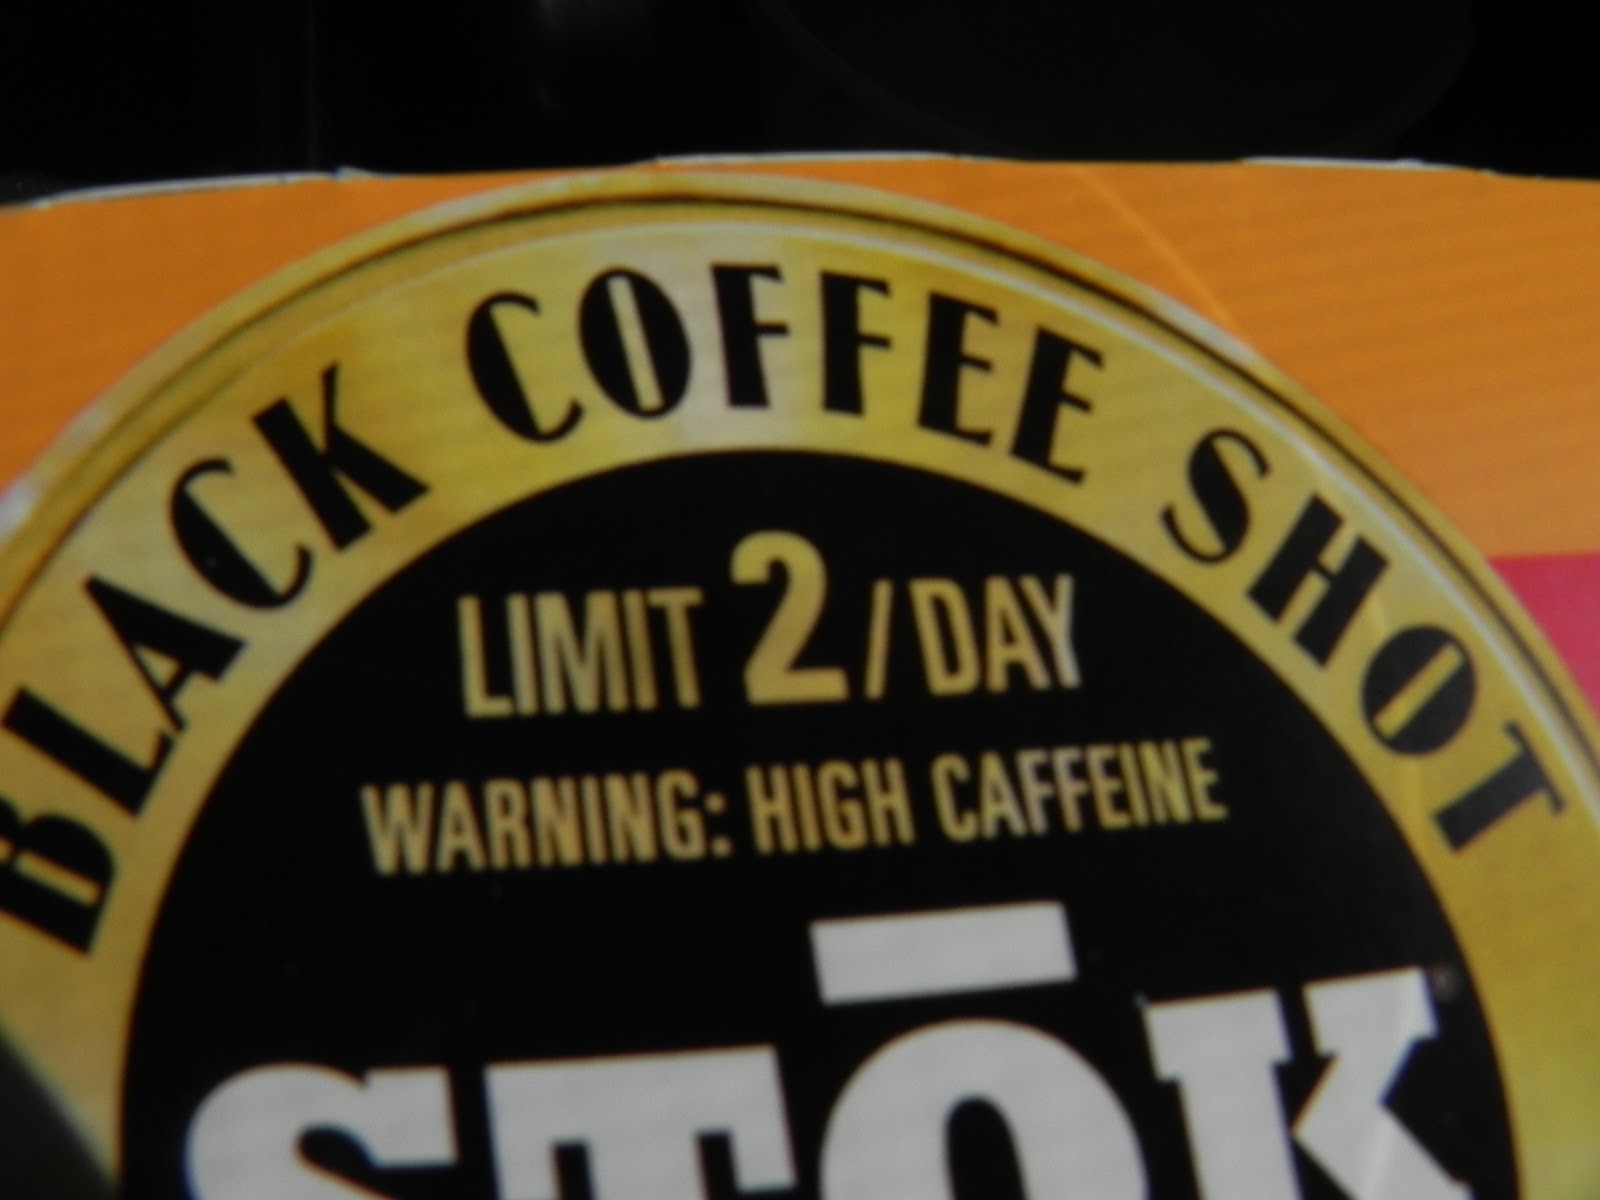 BLACK COFFEE SHOT
LIMIT 2/DAY
WARNING: HIGH CAFFEINE
STŌK